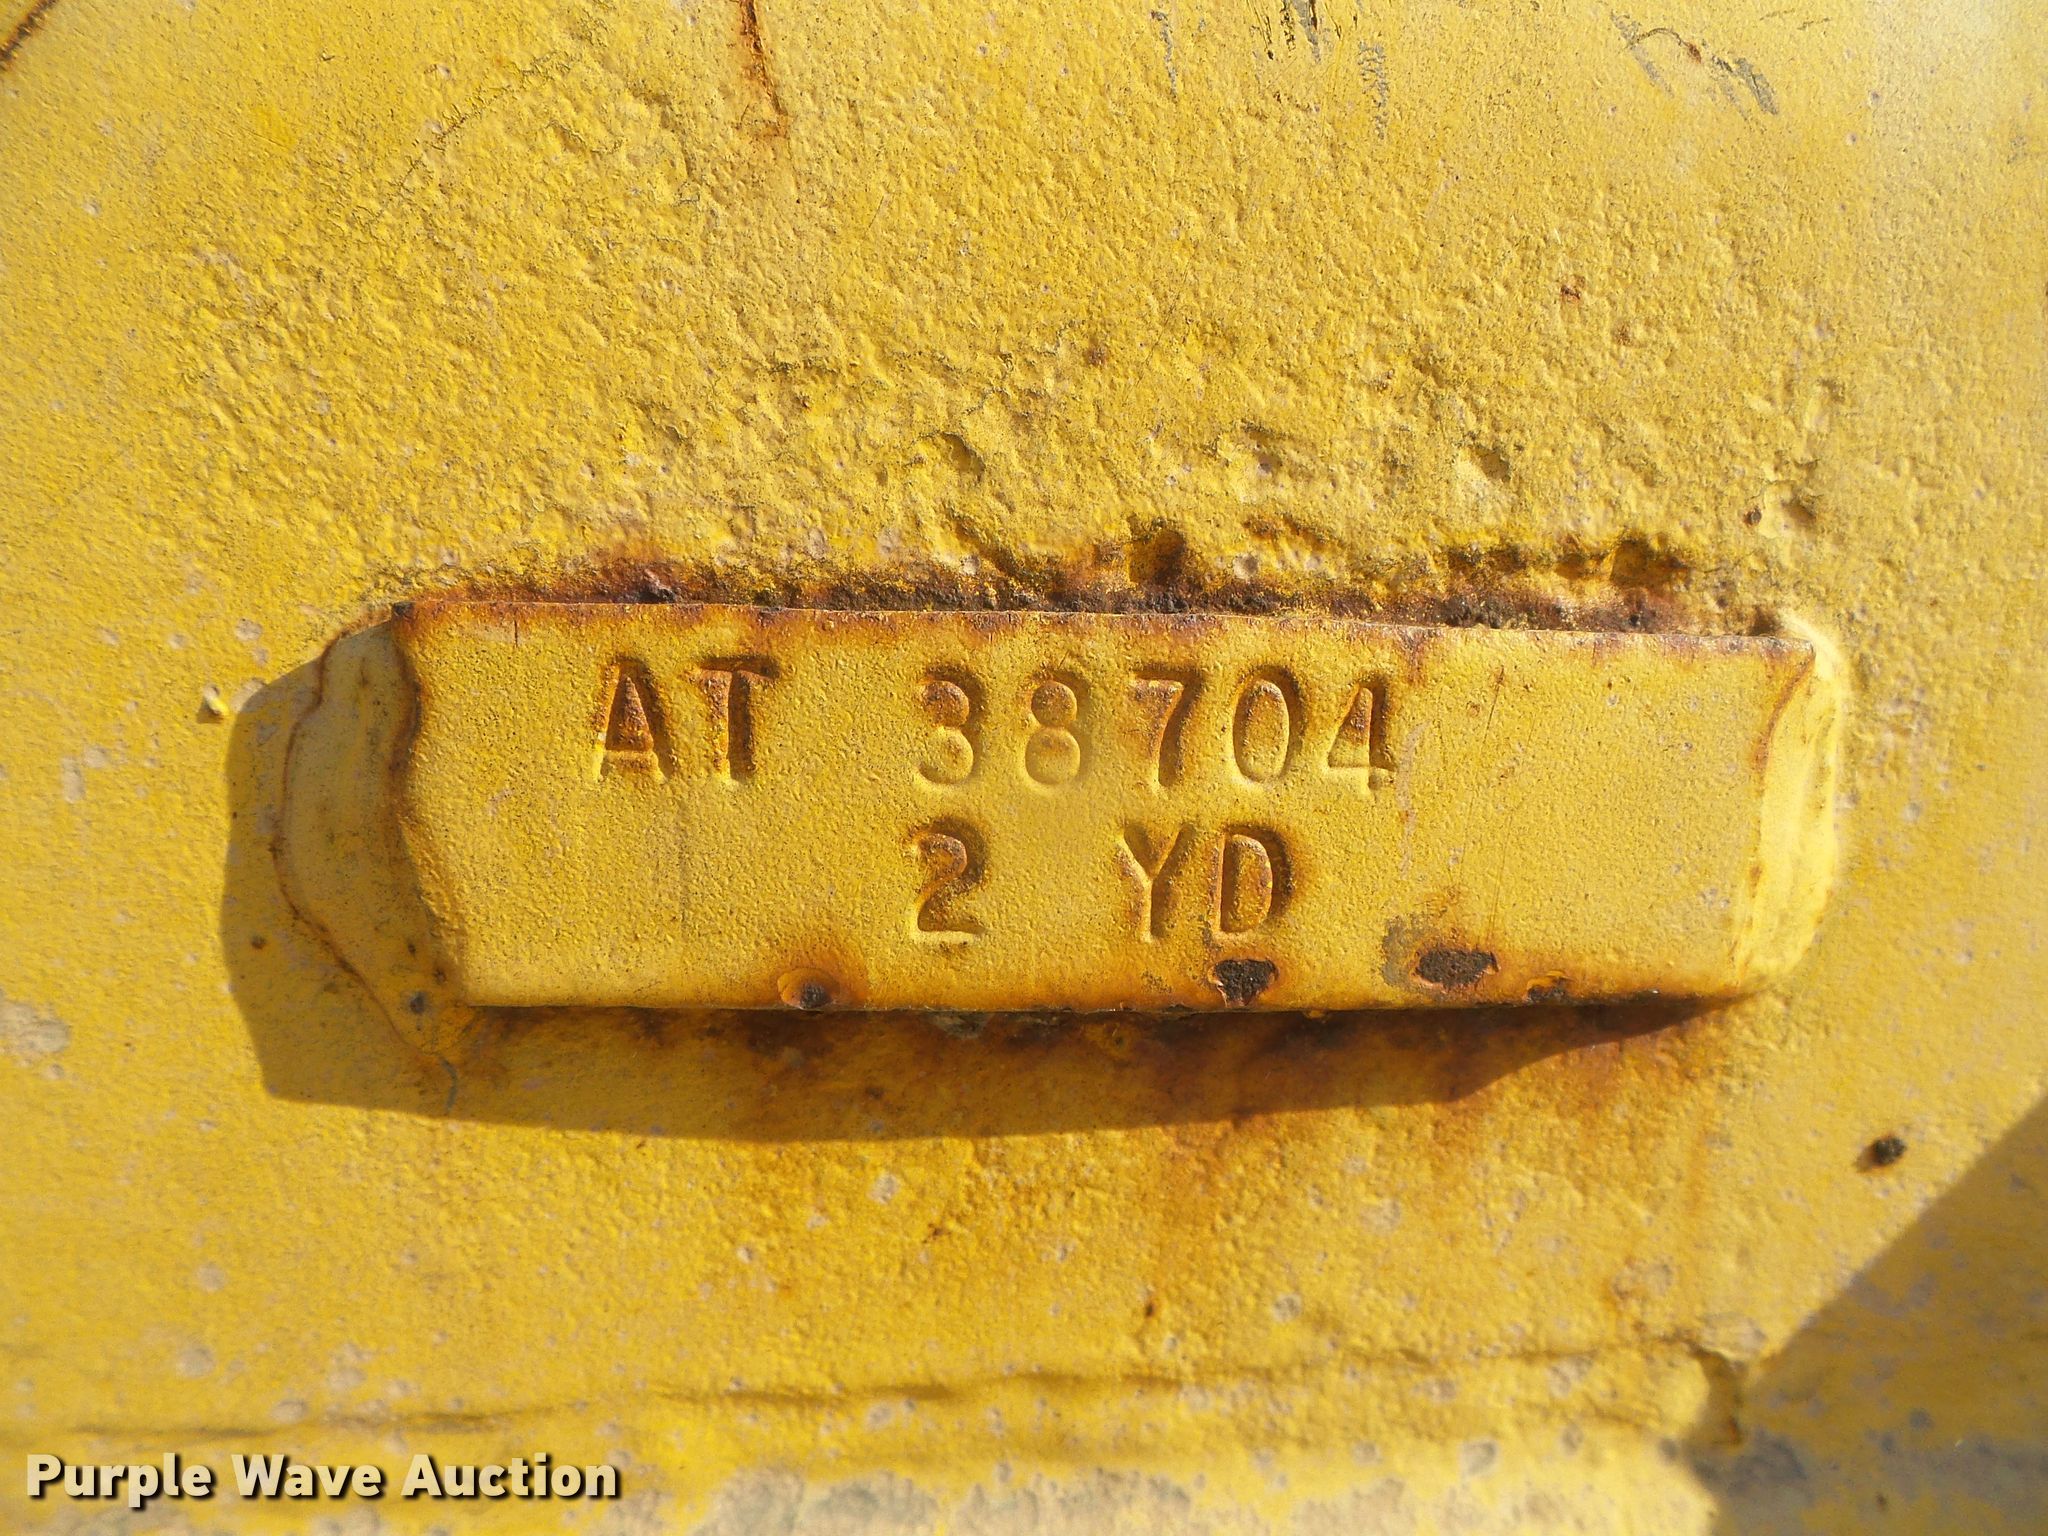 AT 38704
2 YD
Purple Wave Auction